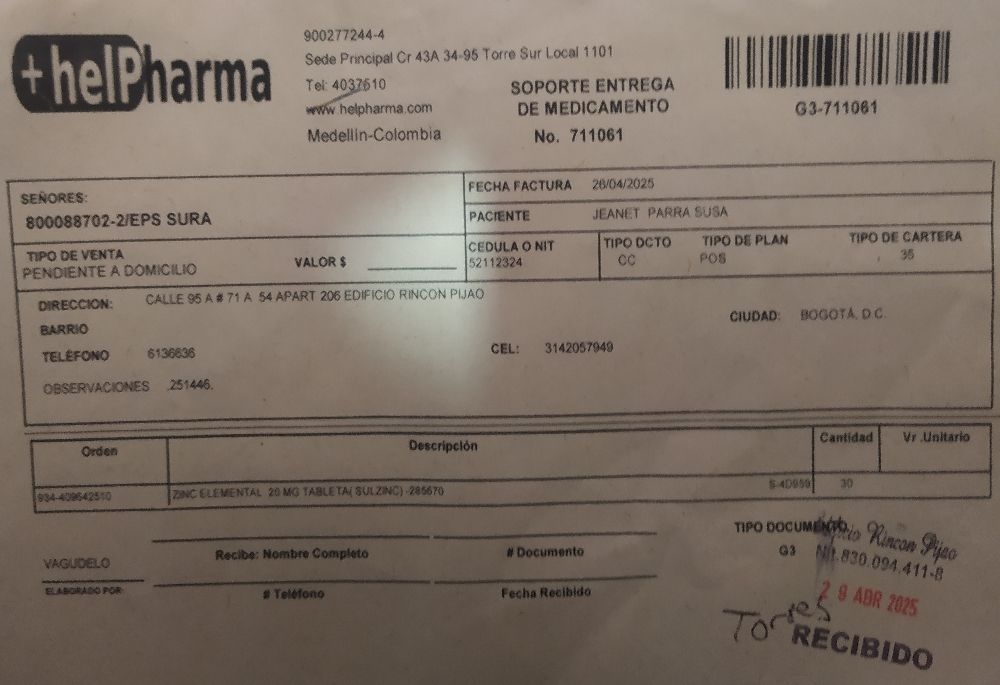 +helPharma
900277244-4
Sede Principal Cr 43A 34-95 Torre Sur Local 1101
Tel: 4037610
www.helpharma.com
Medellín-Colombia
SOPORTE ENTREGA
DE MEDICAMENTO
No. 711061
G3-711061
SEÑORES:
800088702-2/EPS SURA
FECHA FACTURA 26/04/2025
PACIENTE JEANET PARRA SUSA
TIPO DE VENTA
PENDIENTE A DOMICILIO
VALOR $
CEDULA O NIT
52112324
TIPO DCTO
CC
TIPO DE PLAN
POS
TIPO DE CARTERA
35
DIRECCION: CALLE 95 A # 71 A 54 APART 206 EDIFICIO RINCON PIJAO
BARRIO
CIUDAD: BOGOTÁ, D.C.
TELÉFONO 6136636
CEL: 3142057949
OBSERVACIONES .251446.
Orden Descripción Cantidad Vr .Unitario
934-409642510 ZINC ELEMENTAL 20 MG TABLETA( SULZINC) -285670 S-4D959 30
VAGUDELO
ELABORADO POR:
Recibe: Nombre Completo
# Documento
# Teléfono
Fecha Recibido
TIPO DOCUMENTO
G3
Rincon Pijao
Nit.830.094.411-8
29 ABR 2025
Torres
RECIBIDO